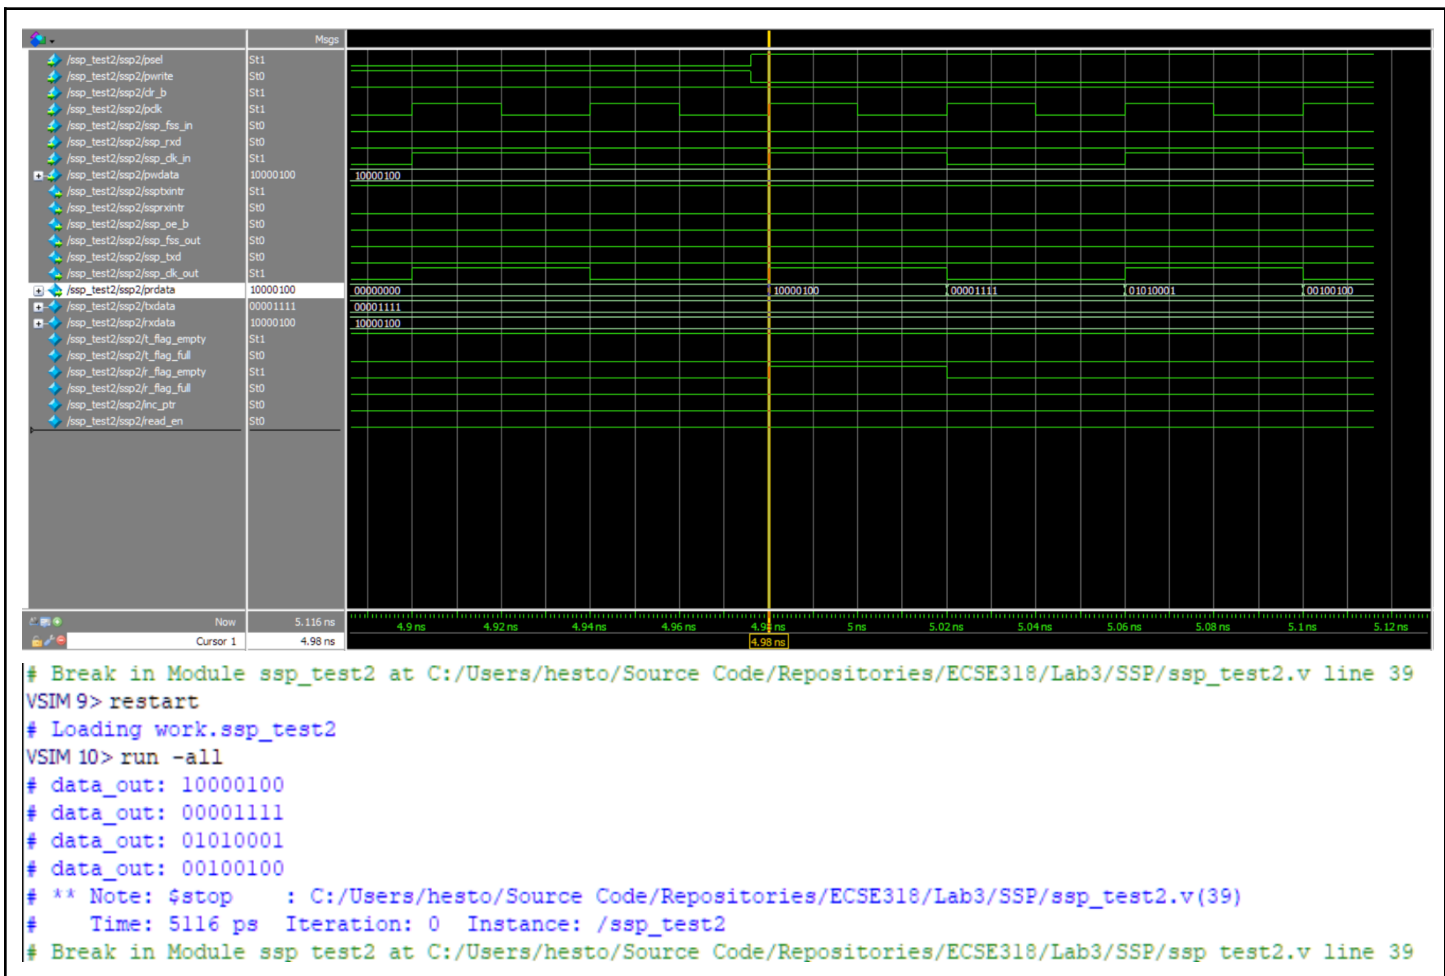 Msgs
/ssp_test2/ssp2/psel St1
/ssp_test2/ssp2/pwrite St0
/ssp_test2/ssp2/clr_b St1
/ssp_test2/ssp2/pclk St1
/ssp_test2/ssp2/ssp_fss_in St0
/ssp_test2/ssp2/ssp_rxd St0
/ssp_test2/ssp2/ssp_clk_in St1
/ssp_test2/ssp2/pwdata 10000100 10000100
/ssp_test2/ssp2/ssptxintr St1
/ssp_test2/ssp2/ssprxintr St0
/ssp_test2/ssp2/ssp_oe_b St0
/ssp_test2/ssp2/ssp_fss_out St0
/ssp_test2/ssp2/ssp_txd St0
/ssp_test2/ssp2/ssp_clk_out St1
/ssp_test2/ssp2/prdata 10000100 00000000 10000100 00001111 01010001 00100100
/ssp_test2/ssp2/txdata 00001111 00001111
/ssp_test2/ssp2/rxdata 10000100 10000100
/ssp_test2/ssp2/t_flag_empty St1
/ssp_test2/ssp2/t_flag_full St0
/ssp_test2/ssp2/r_flag_empty St1
/ssp_test2/ssp2/r_flag_full St0
/ssp_test2/ssp2/inc_ptr St0
/ssp_test2/ssp2/read_en St0
Now 5.116 ns 4.9 ns 4.92 ns 4.94 ns 4.96 ns 4.98 ns 5 ns 5.02 ns 5.04 ns 5.06 ns 5.08 ns 5.1 ns 5.12 ns
Cursor 1 4.98 ns 4.98 ns
# Break in Module ssp_test2 at C:/Users/hesto/Source Code/Repositories/ECSE318/Lab3/SSP/ssp_test2.v line 39
VSIM 9> restart
# Loading work.ssp_test2
VSIM 10> run -all
# data_out: 10000100
# data_out: 00001111
# data_out: 01010001
# data_out: 00100100
# ** Note: $stop    : C:/Users/hesto/Source Code/Repositories/ECSE318/Lab3/SSP/ssp_test2.v(39)
#    Time: 5116 ps  Iteration: 0  Instance: /ssp_test2
# Break in Module ssp_test2 at C:/Users/hesto/Source Code/Repositories/ECSE318/Lab3/SSP/ssp_test2.v line 39